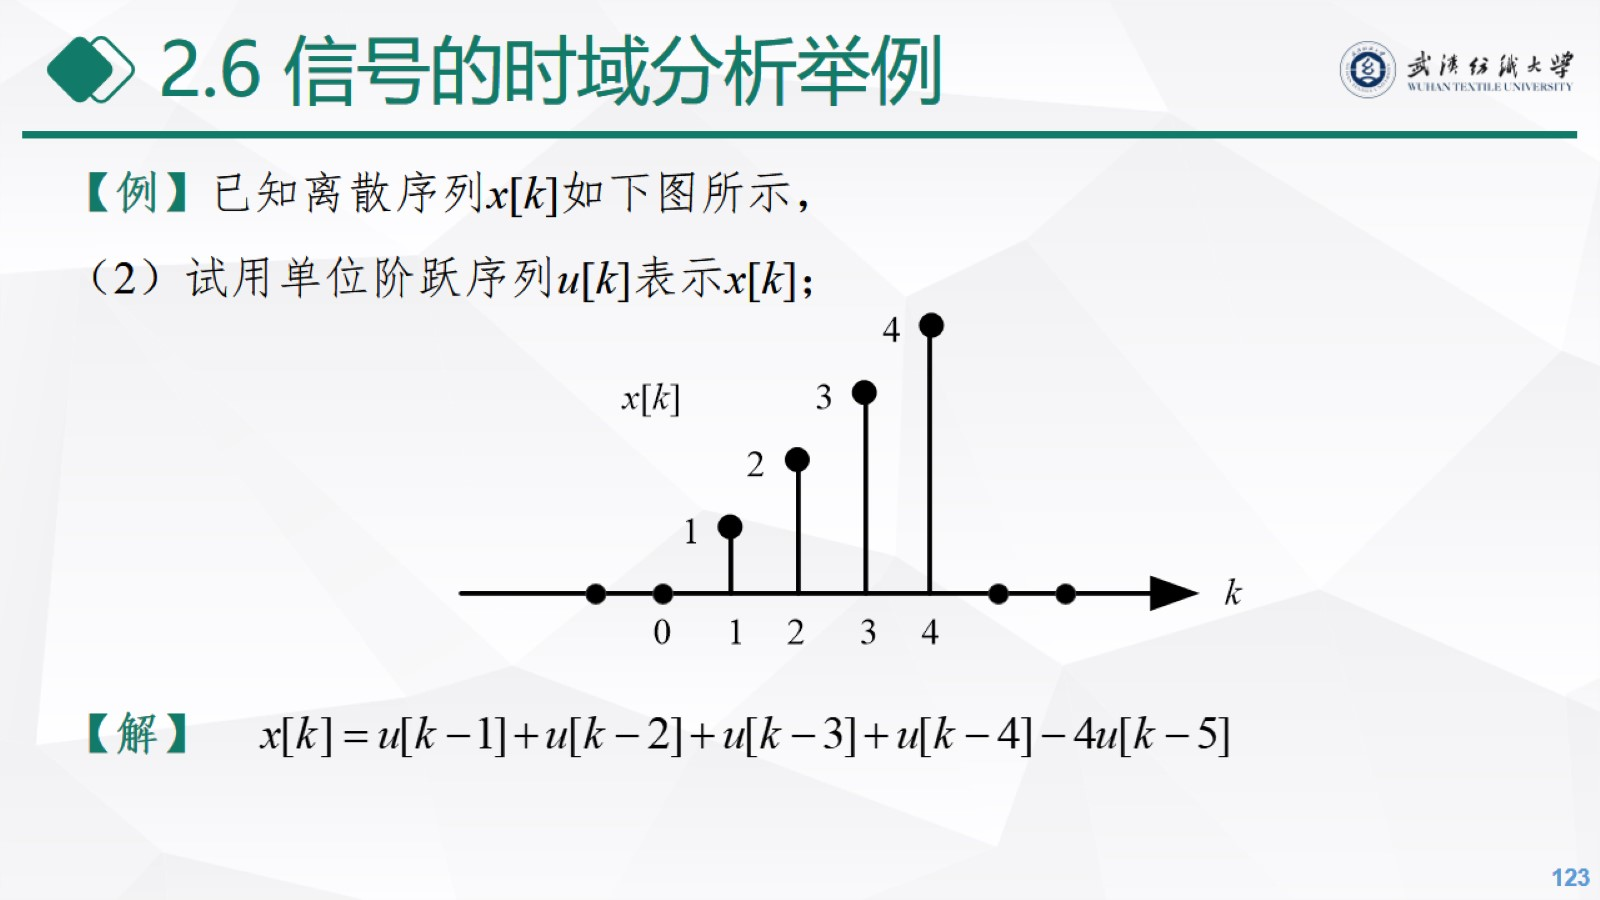 2.6 信号的时域分析举例
武汉纺织大学
WUHAN TEXTILE UNIVERSITY
【例】已知离散序列x[k]如下图所示，
（2）试用单位阶跃序列u[k]表示x[k]；
4
x[k]
3
2
1
k
0 1 2 3 4
【解】 x[k] = u[k−1]+u[k−2]+u[k−3]+u[k−4]−4u[k−5]
123